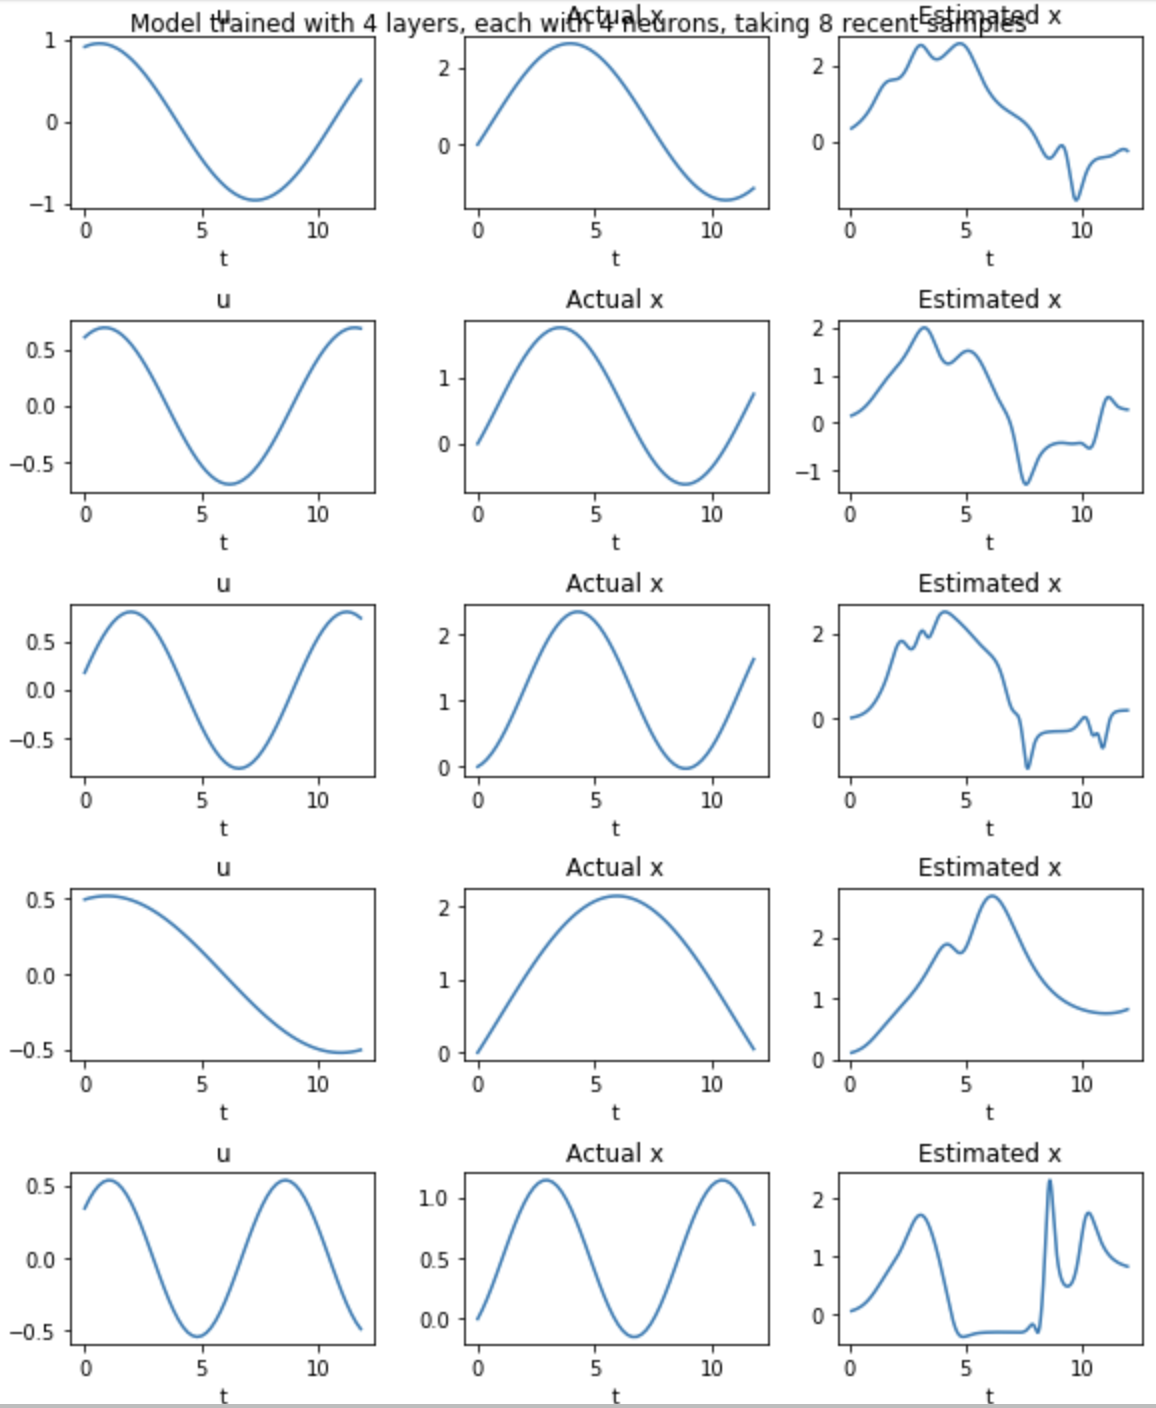 Model trained with 4 layers, each with 4 neurons, taking 8 recent samples
u Actual x Estimated x
1 2 2
0 0 0
−1
0 5 10 0 5 10 0 5 10
t t t
u Actual x Estimated x
0.5 1 2
0.0 0 1
−0.5 0
−1
0 5 10 0 5 10 0 5 10
t t t
u Actual x Estimated x
0.5 2 2
0.0 1 0
−0.5 0
0 5 10 0 5 10 0 5 10
t t t
u Actual x Estimated x
0.5 2 2
0.0 1 1
−0.5 0 0
0 5 10 0 5 10 0 5 10
t t t
u Actual x Estimated x
0.5 1.0 2
0.0 0.5 1
−0.5 0.0 0
0 5 10 0 5 10 0 5 10
t t t